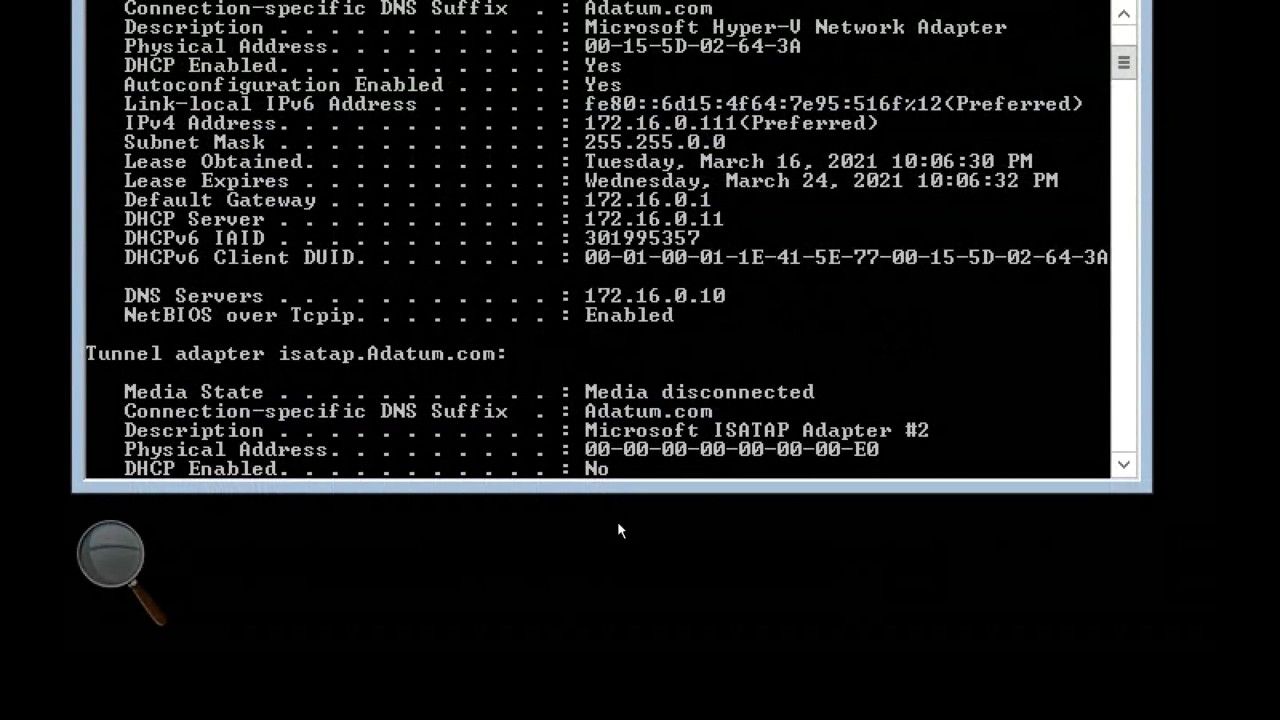 Connection-specific DNS Suffix . : Adatum.com
Description . . . . . . . . . . . : Microsoft Hyper-V Network Adapter
Physical Address. . . . . . . . . : 00-15-5D-02-64-3A
DHCP Enabled. . . . . . . . . . . : Yes
Autoconfiguration Enabled . . . . : Yes
Link-local IPv6 Address . . . . . : fe80::6d15:4f64:7e95:516f%12(Preferred)
IPv4 Address. . . . . . . . . . . : 172.16.0.111(Preferred)
Subnet Mask . . . . . . . . . . . : 255.255.0.0
Lease Obtained. . . . . . . . . . : Tuesday, March 16, 2021 10:06:30 PM
Lease Expires . . . . . . . . . . : Wednesday, March 24, 2021 10:06:32 PM
Default Gateway . . . . . . . . . : 172.16.0.1
DHCP Server . . . . . . . . . . . : 172.16.0.11
DHCPv6 IAID . . . . . . . . . . . : 301995357
DHCPv6 Client DUID. . . . . . . . : 00-01-00-01-1E-41-5E-77-00-15-5D-02-64-3A
DNS Servers . . . . . . . . . . . : 172.16.0.10
NetBIOS over Tcpip. . . . . . . . : Enabled
Tunnel adapter isatap.Adatum.com:
Media State . . . . . . . . . . . : Media disconnected
Connection-specific DNS Suffix . : Adatum.com
Description . . . . . . . . . . . : Microsoft ISATAP Adapter #2
Physical Address. . . . . . . . . : 00-00-00-00-00-00-00-E0
DHCP Enabled. . . . . . . . . . . : No